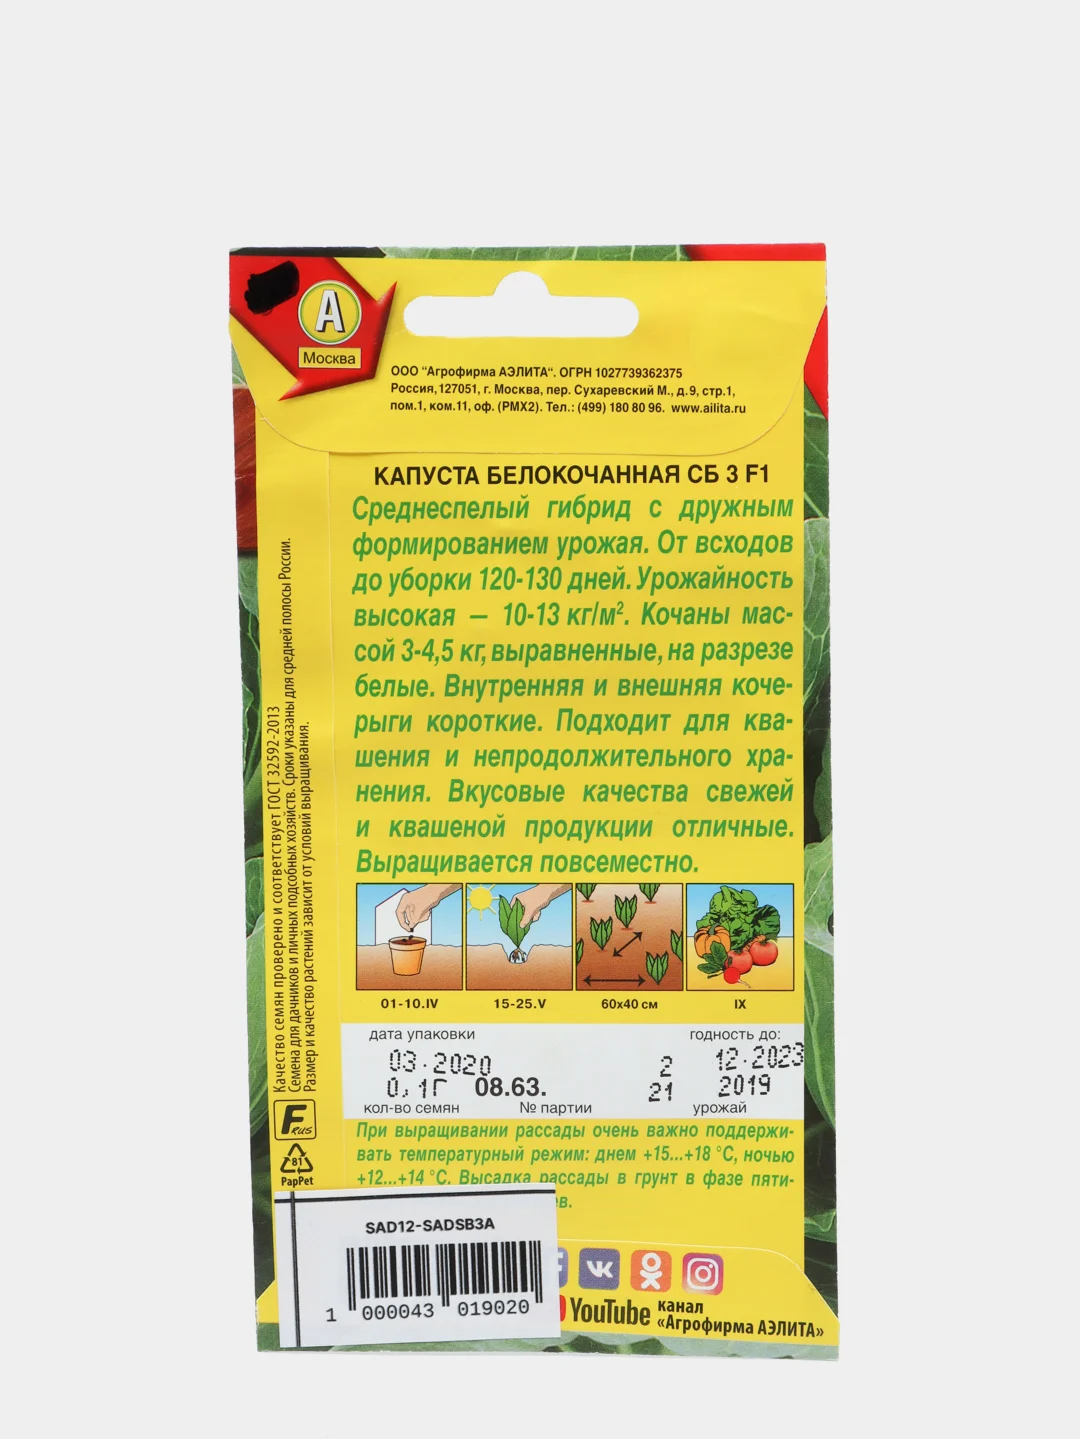 А
Москва
ООО “Агрофирма АЭЛИТА“. ОГРН 1027739362375
Россия, 127051, г. Москва, пер. Сухаревский М., д.9, стр.1,
пом.1, ком.11, оф. (РМХ2). Тел.: (499) 180 80 96. www.ailita.ru
КАПУСТА БЕЛОКОЧАННАЯ СБ 3 F1
Среднеспелый гибрид с дружным
формированием урожая. От всходов
до уборки 120-130 дней. Урожайность
высокая — 10-13 кг/м². Кочаны мас-
сой 3-4,5 кг, выравненные, на разрезе
белые. Внутренняя и внешняя коче-
рыги короткие. Подходит для ква-
шения и непродолжительного хра-
нения. Вкусовые качества свежей
и квашеной продукции отличные.
Выращивается повсеместно.
01-10.IV
15-25.V
60х40 см
IX
дата упаковки
годность до:
03.2020
2
12.2023
0,1Г
08.63.
21
2019
кол-во семян
№ партии
урожай
При выращивании рассады очень важно поддержи-
вать температурный режим: днем +15...+18 °С, ночью
+12...+14 °С. Высадка рассады в грунт в фазе пяти-
ев.
Качество семян проверено и соответствует ГОСТ 32592-2013
Семена для дачников и личных подсобных хозяйств. Сроки указаны для средней полосы России.
Размер и качество растений зависит от условий выращивания.
F RUS
81
PapPet
SAD12-SADSB3A
1 000043 019020
YouTube канал
«Агрофирма АЭЛИТА»